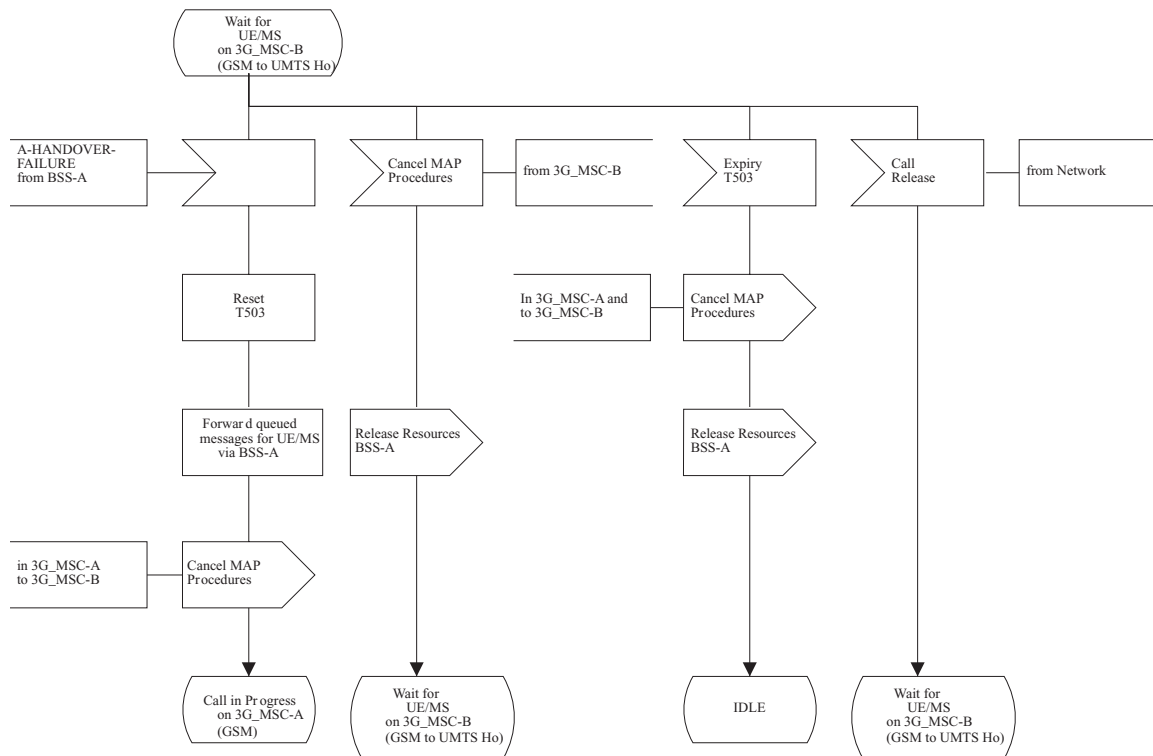 Wait for
UE/MS
on 3G_MSC-B
(GSM to UMTS Ho)
A-HANDOVER-
FAILURE
from BSS-A
Cancel MAP
Procedures
from 3G_MSC-B
Expiry
T503
Call
Release
from Network
Reset
T503
In 3G_MSC-A and
to 3G_MSC-B
Cancel MAP
Procedures
Forward queued
messages for UE/MS
via BSS-A
Release Resources
BSS-A
Release Resources
BSS-A
in 3G_MSC-A
to 3G_MSC-B
Cancel MAP
Procedures
Call in Progress
on 3G_MSC-A
(GSM)
Wait for
UE/MS
on 3G_MSC-B
(GSM to UMTS Ho)
IDLE
Wait for
UE/MS
on 3G_MSC-B
(GSM to UMTS Ho)